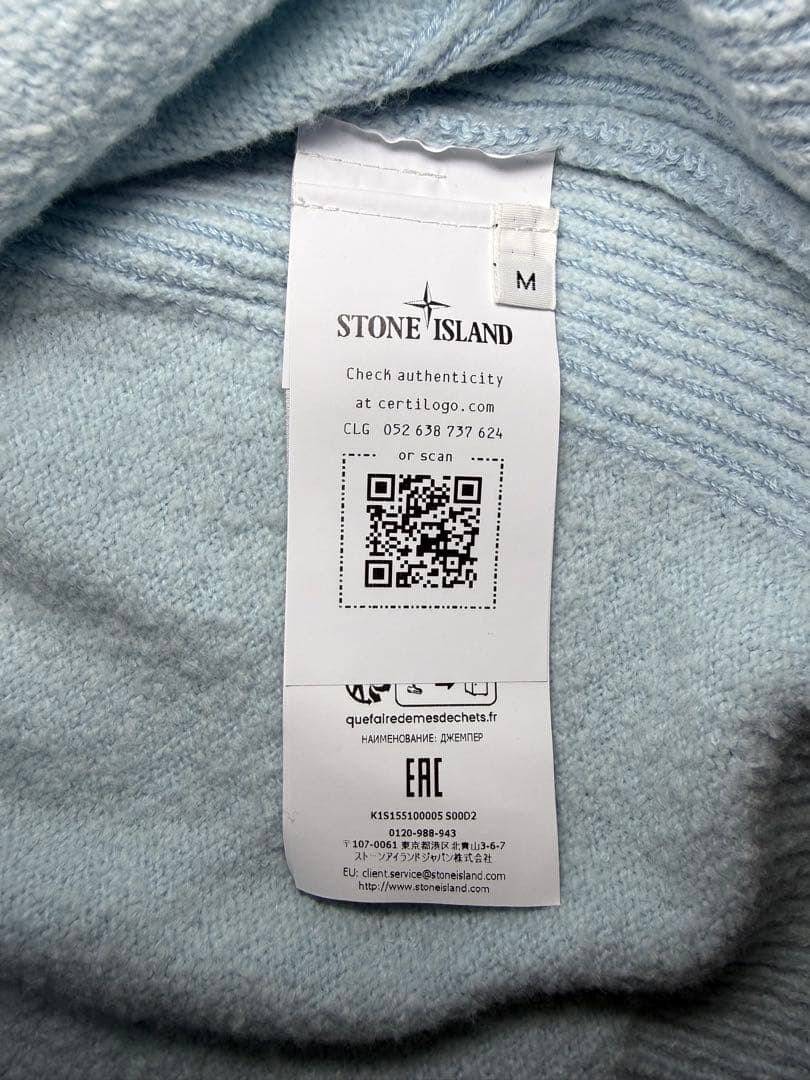 M
STONE ISLAND
Check authenticity
at certilogo.com
CLG 052 638 737 624
or scan
quefairedemesdechets.fr
НАИМЕНОВАНИЕ: ДЖЕМПЕР
EAC
K1S155100005 S00D2
0120-988-943
〒107-0061 東京都港区北青山3-6-7
ストーンアイランドジャパン株式会社
EU: client.service@stoneisland.com
http://www.stoneisland.com